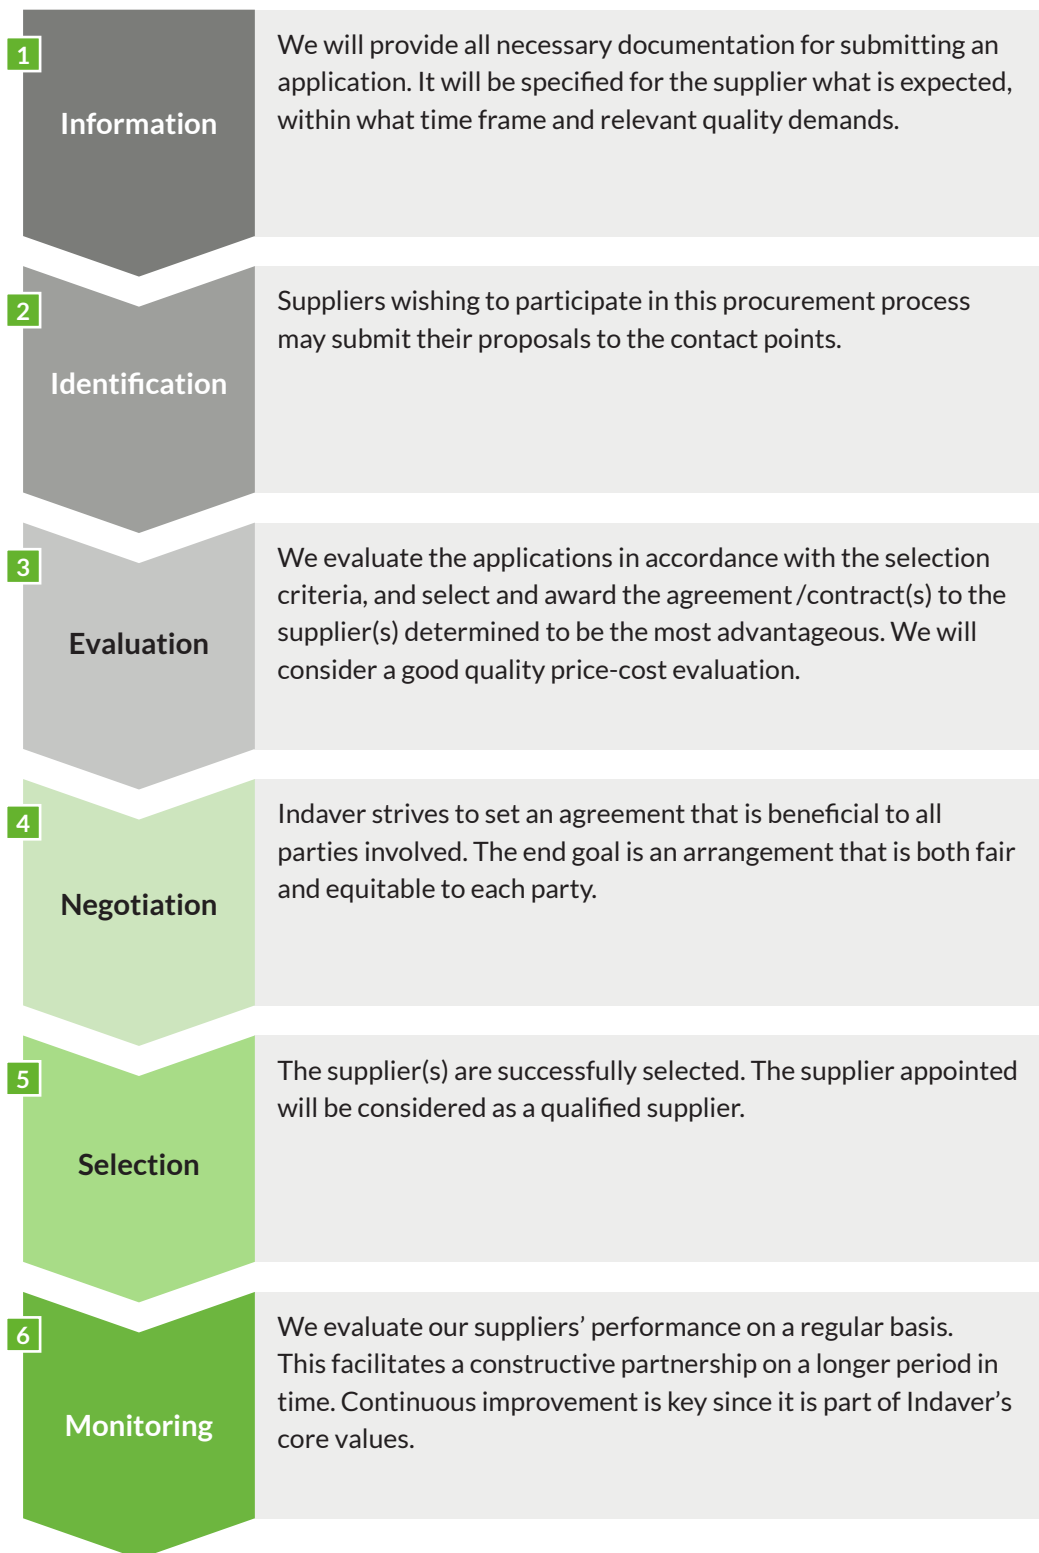 1
Information
We will provide all necessary documentation for submitting an
application. It will be specified for the supplier what is expected,
within what time frame and relevant quality demands.
2
Identification
Suppliers wishing to participate in this procurement process
may submit their proposals to the contact points.
3
Evaluation
We evaluate the applications in accordance with the selection
criteria, and select and award the agreement/contract(s) to the
supplier(s) determined to be the most advantageous. We will
consider a good quality price-cost evaluation.
4
Negotiation
Indaver strives to set an agreement that is beneficial to all
parties involved. The end goal is an arrangement that is both fair
and equitable to each party.
5
Selection
The supplier(s) are successfully selected. The supplier appointed
will be considered as a qualified supplier.
6
Monitoring
We evaluate our suppliers’ performance on a regular basis.
This facilitates a constructive partnership on a longer period in
time. Continuous improvement is key since it is part of Indaver’s
core values.